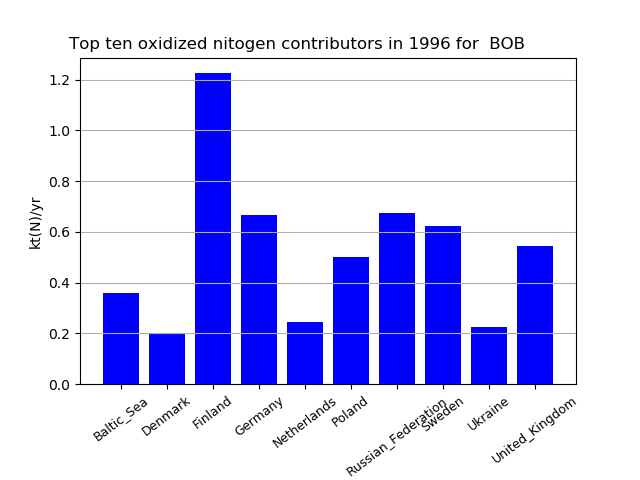 Top ten oxidized nitogen contributors in 1996 for  BOB
kt(N)/yr
1.2
1.0
0.8
0.6
0.4
0.2
0.0
Baltic_Sea
Denmark
Finland
Germany
Netherlands
Poland
Russian_Federation
Sweden
Ukraine
United_Kingdom